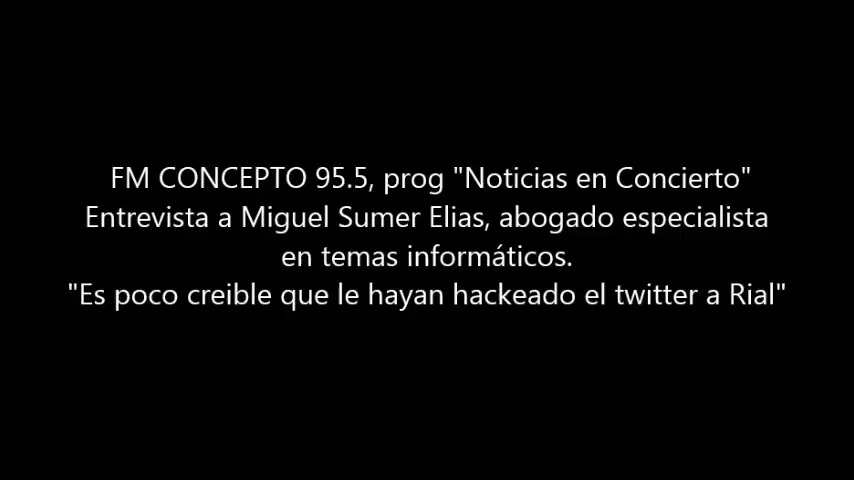 FM CONCEPTO 95.5, prog "Noticias en Concierto"
Entrevista a Miguel Sumer Elias, abogado especialista
en temas informáticos.
"Es poco creible que le hayan hackeado el twitter a Rial"